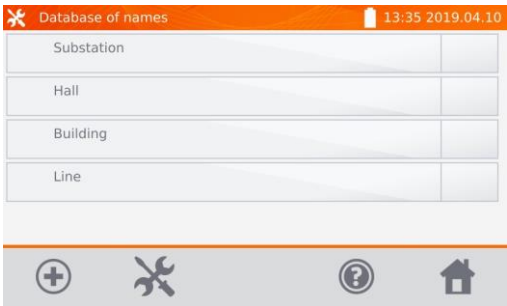 Database of names 13:35 2019.04.10
Substation
Hall
Building
Line